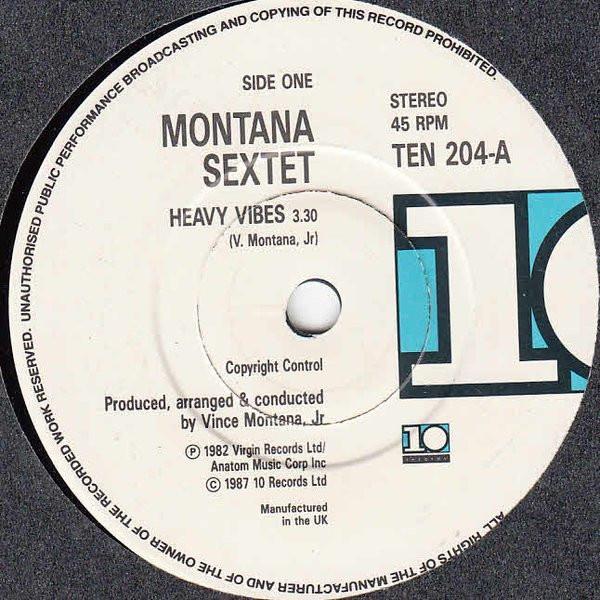 UNAUTHORISED PUBLIC PERFORMANCE BROADCASTING AND COPYING OF THIS RECORD PROHIBITED.
SIDE ONE
MONTANA
SEXTET
STEREO
45 RPM
TEN 204-A
HEAVY VIBES 3.30
(V. Montana, Jr)
10
Copyright Control
Produced, arranged & conducted
by Vince Montana, Jr
10
RECORDS
Ⓟ 1982 Virgin Records Ltd/
Anatom Music Corp Inc
© 1987 10 Records Ltd
Manufactured
in the UK
ALL RIGHTS OF THE MANUFACTURER AND OF THE OWNER OF THE RECORDED WORK RESERVED.